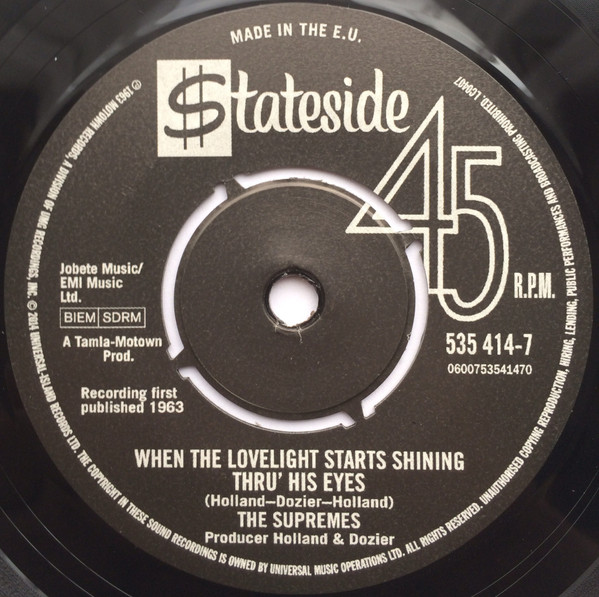 MADE IN THE E.U.
$tateside
45
R.P.M.
Jobete Music/
EMI Music
Ltd.
BIEM SDRM
A Tamla-Motown
Prod.
535 414-7
0600753541470
Recording first
published 1963
WHEN THE LOVELIGHT STARTS SHINING
THRU' HIS EYES
(Holland–Dozier–Holland)
THE SUPREMES
Producer Holland & Dozier
℗ 1963 MOTOWN RECORDS, A DIVISION OF UMG RECORDINGS, INC. © 2014 UNIVERSAL-ISLAND RECORDS LTD. THE COPYRIGHT IN THESE SOUND RECORDINGS IS OWNED BY UNIVERSAL MUSIC OPERATIONS LTD. ALL RIGHTS RESERVED. UNAUTHORISED COPYING REPRODUCTION, HIRING, LENDING, PUBLIC PERFORMANCES AND BROADCASTING PROHIBITED. LC0407